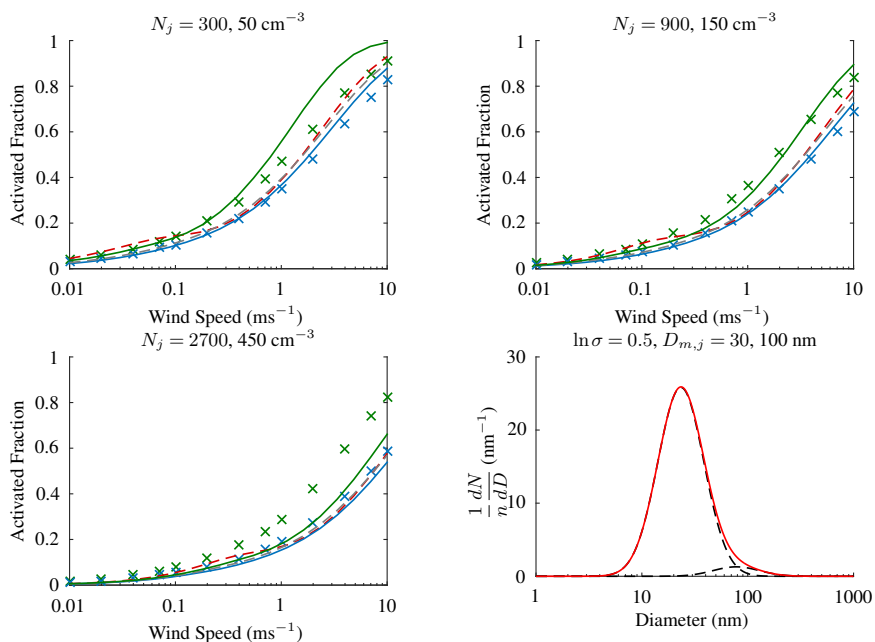 N_j = 300, 50 cm⁻³
Activated Fraction
1
0.8
0.6
0.4
0.2
0
0.01 0.1 1 10
Wind Speed (ms⁻¹)
N_j = 900, 150 cm⁻³
Activated Fraction
1
0.8
0.6
0.4
0.2
0
0.01 0.1 1 10
Wind Speed (ms⁻¹)
N_j = 2700, 450 cm⁻³
Activated Fraction
1
0.8
0.6
0.4
0.2
0
0.01 0.1 1 10
Wind Speed (ms⁻¹)
ln σ = 0.5, D_{m,j} = 30, 100 nm
1/n dN/dD (nm⁻¹)
30
20
10
0
1 10 100 1000
Diameter (nm)